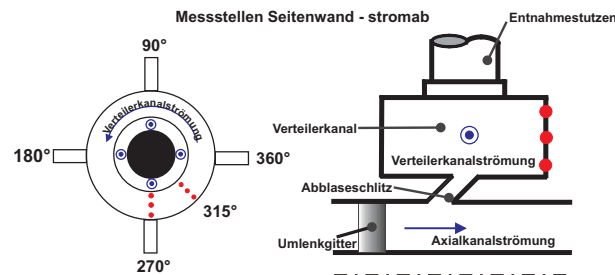 Messstellen Seitenwand - stromab
Entnahmestutzen
90°
Verteilerkanalströmung
180°
360°
315°
270°
Verteilerkanal
Verteilerkanalströmung
Abblaseschlitz
Umlenkgitter
Axialkanalströmung